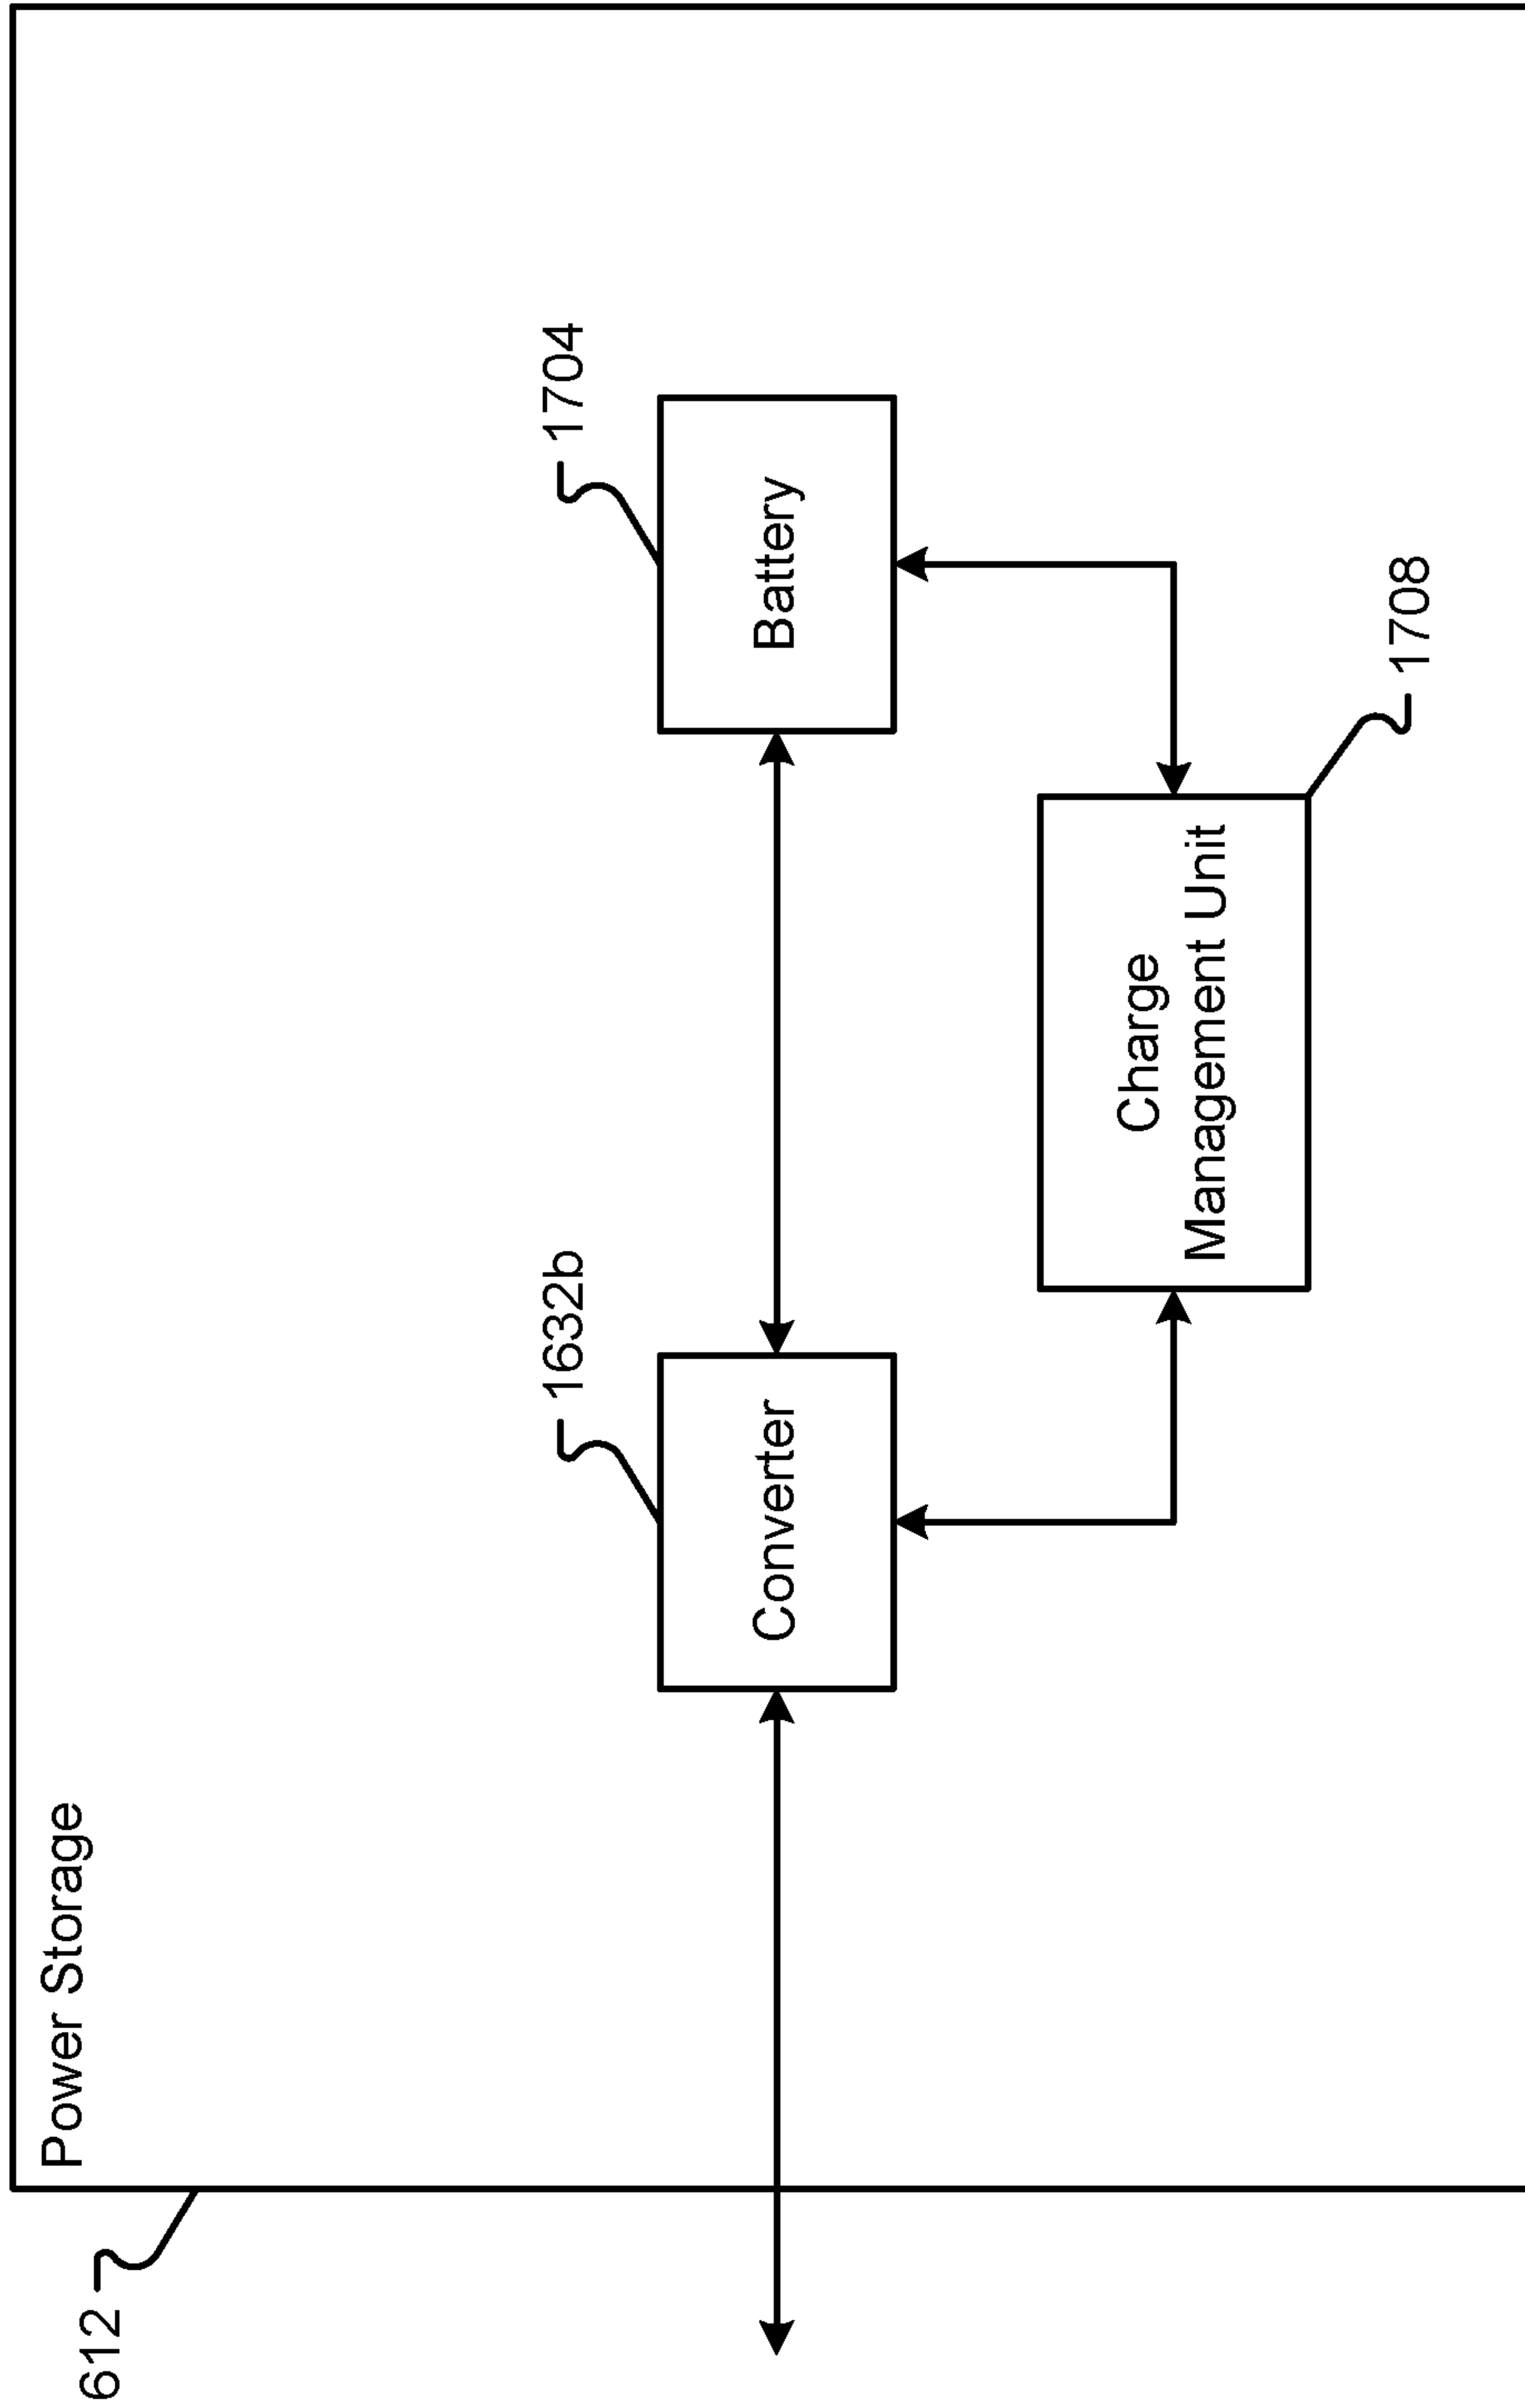 612
Power Storage
1632b
1704
Converter
Battery
Charge
Management Unit
1708